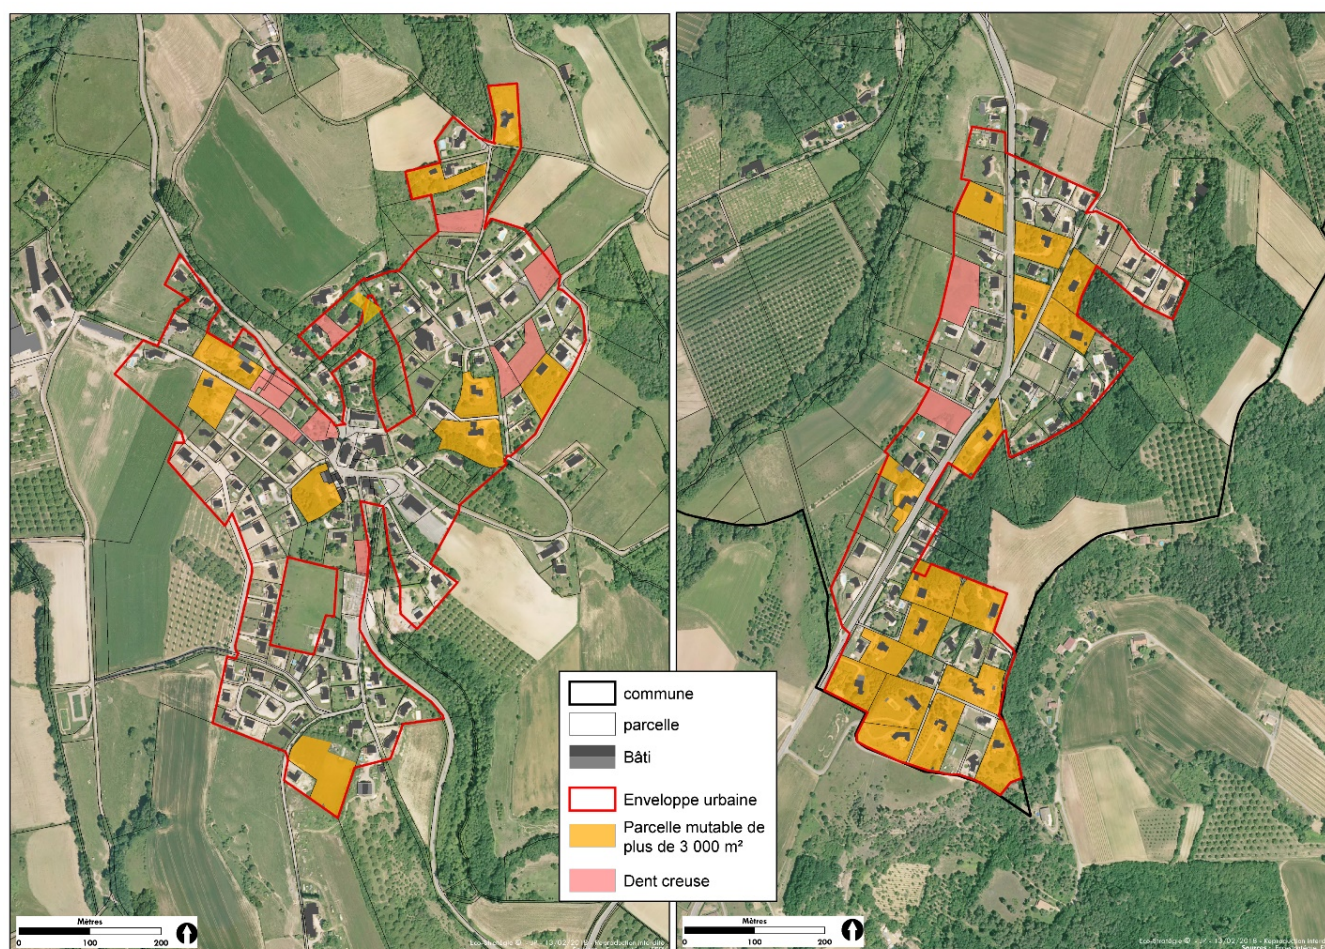 commune
parcelle
Bâti
Enveloppe urbaine
Parcelle mutable de
plus de 3 000 m²
Dent creuse
Mètres
0 100 200
Mètres
0 100 200